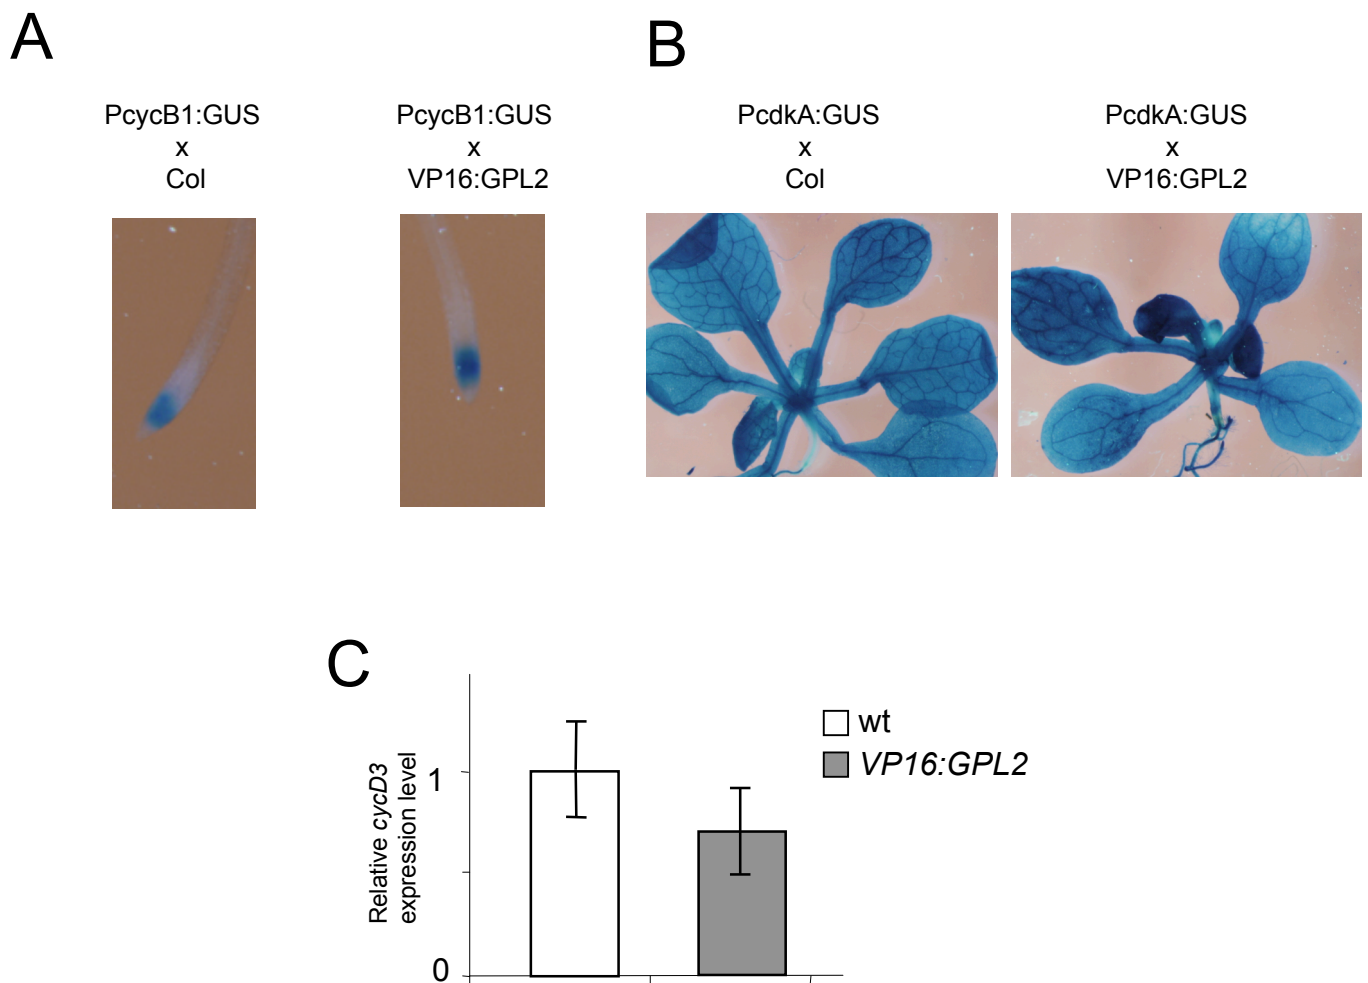 A
B
PcycB1:GUS
x
Col
PcycB1:GUS
x
VP16:GPL2
PcdkA:GUS
x
Col
PcdkA:GUS
x
VP16:GPL2
C
Relative cycD3
expression level
1
0
wt
VP16:GPL2